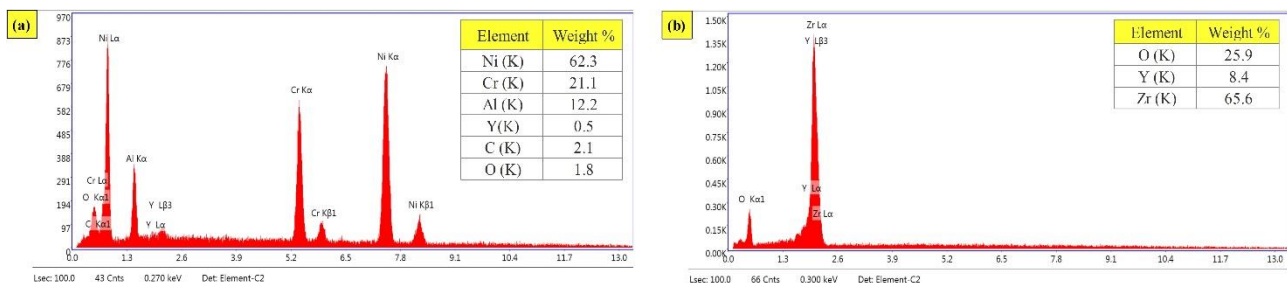 (a)
970
873
776
679
582
485
388
291
194
97
0
Ni Lα
Cr Lα
O Kα1
C Kα1
Al Kα
Y Lβ3
Y Lα
Cr Kα
Cr Kβ1
Ni Kα
Ni Kβ1
0.0 1.3 2.6 3.9 5.2 6.5 7.8 9.1 10.4 11.7 13.0
Lsec: 100.0 43 Cnts 0.270 keV Det: Element-C2
Element Weight %
Ni (K) 62.3
Cr (K) 21.1
Al (K) 12.2
Y(K) 0.5
C (K) 2.1
O (K) 1.8
(b)
1.50K
1.35K
1.20K
1.05K
0.90K
0.75K
0.60K
0.45K
0.30K
0.15K
0.00K
Zr Lα
Y Lβ3
Y Lα
Zr Lα
O Kα1
0.0 1.3 2.6 3.9 5.2 6.5 7.8 9.1 10.4 11.7 13.0
Lsec: 100.0 66 Cnts 0.300 keV Det: Element-C2
Element Weight %
O (K) 25.9
Y (K) 8.4
Zr (K) 65.6